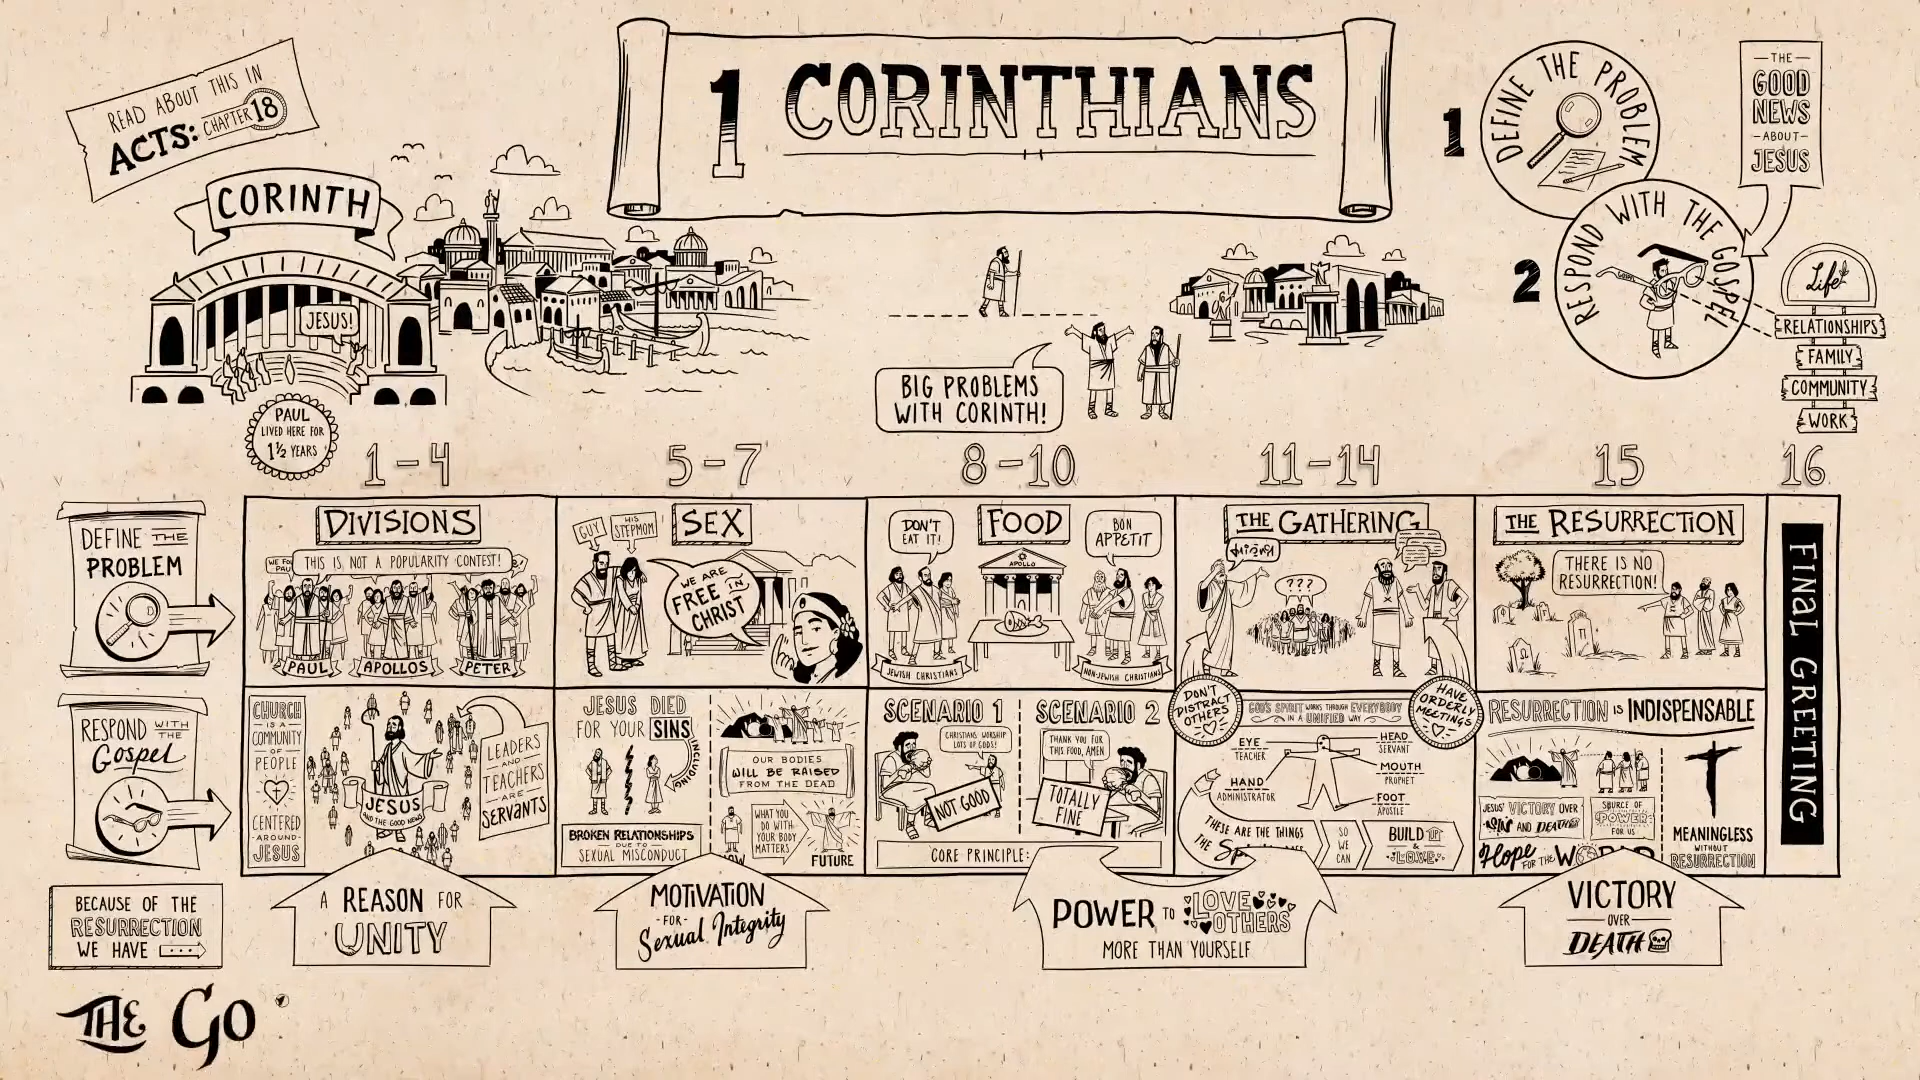 READ ABOUT THIS IN
ACTS: CHAPTER 18
1 CORINTHIANS
CORINTH
JESUS!
PAUL
LIVED HERE FOR
1½ YEARS
BIG PROBLEMS
WITH CORINTH!
1
DEFINE THE PROBLEM
THE
GOOD
NEWS
ABOUT
JESUS
2
RESPOND WITH THE GOSPEL
Life
RELATIONSHIPS
FAMILY
COMMUNITY
WORK
1-4
5-7
8-10
11-14
15
16
DEFINE THE
PROBLEM
DIVISIONS
THIS IS NOT A POPULARITY CONTEST!
PAUL
APOLLOS
PETER
SEX
GUY
HIS
STEPMOM
WE ARE
FREE IN
CHRIST
FOOD
DON'T
EAT IT!
BON
APPETIT
APOLLO
JEWISH CHRISTIANS
NON-JEWISH CHRISTIANS
THE GATHERING
???
DON'T
DISTRACT
OTHERS
HAVE
ORDERLY
MEETINGS
THE RESURRECTION
THERE IS NO
RESURRECTION!
FINAL GREETING
RESPOND WITH
THE
Gospel
CHURCH
IS A
COMMUNITY
OF
PEOPLE
CENTERED
AROUND
JESUS
JESUS
AND THE GOOD NEWS
LEADERS
AND
TEACHERS
ARE
SERVANTS
JESUS DIED
FOR YOUR SINS
INCLUDING
BROKEN RELATIONSHIPS
DUE TO
SEXUAL MISCONDUCT
OUR BODIES
WILL BE RAISED
FROM THE DEAD
WHAT YOU
DO WITH
YOUR BODY
MATTERS
FUTURE
SCENARIO 1
CHRISTIANS WORSHIP
LOTS OF GODS!
NOT GOOD
SCENARIO 2
THANK YOU FOR
THIS FOOD, AMEN
TOTALLY
FINE
CORE PRINCIPLE:
GOD'S SPIRIT WORKS THROUGH EVERYBODY
IN A UNIFIED WAY
EYE
TEACHER
HEAD
SERVANT
MOUTH
PROPHET
HAND
ADMINISTRATOR
FOOT
APOSTLE
THESE ARE THE THINGS
THE
SO
WE
CAN
BUILD UP
&
LOVE
RESURRECTION IS INDISPENSABLE
JESUS' VICTORY OVER
SIN AND DEATH
SOURCE OF
POWER
FOR US
Hope FOR THE
MEANINGLESS
WITHOUT
RESURRECTION
BECAUSE OF THE
RESURRECTION
WE HAVE
A REASON FOR
UNITY
MOTIVATION
FOR
Sexual Integrity
POWER TO LOVE
OTHERS
MORE THAN YOURSELF
VICTORY
OVER
DEATH
THE Go